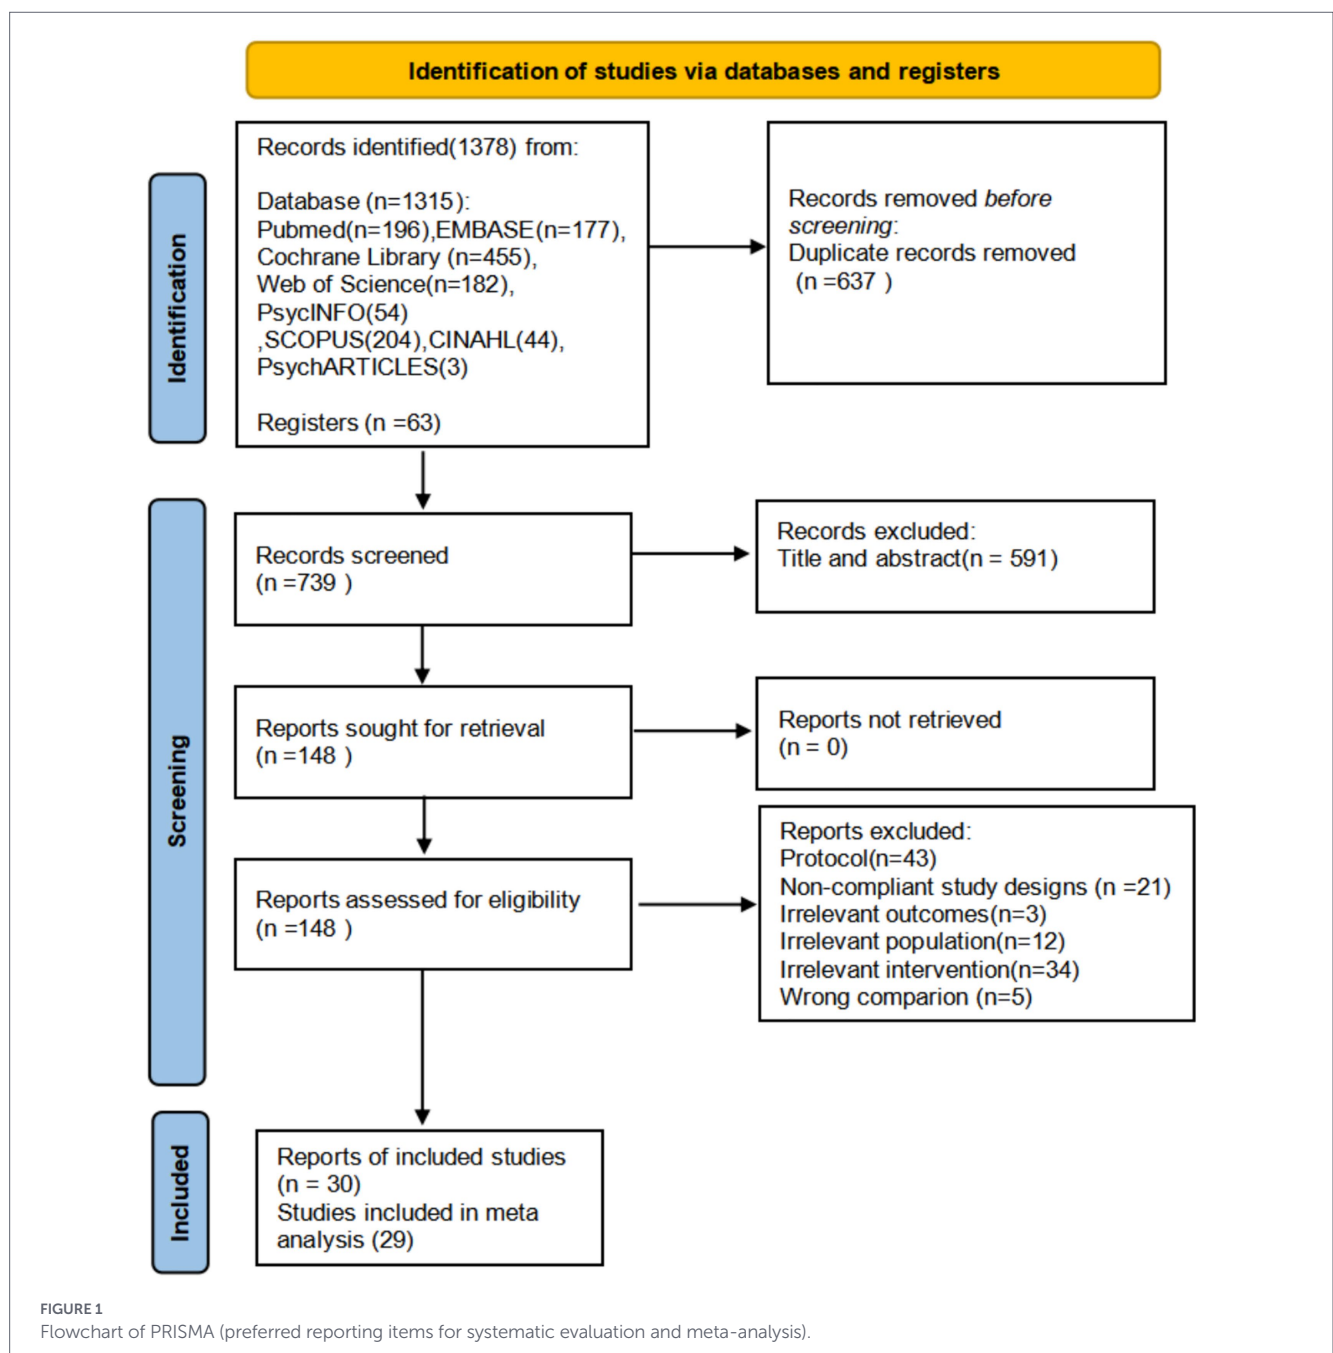 Identification of studies via databases and registers
Identification
Records identified(1378) from:
Database (n=1315):
Pubmed(n=196),EMBASE(n=177),
Cochrane Library (n=455),
Web of Science(n=182),
PsycINFO(54)
,SCOPUS(204),CINAHL(44),
PsychARTICLES(3)
Registers (n =63)
Records removed before
screening:
Duplicate records removed
(n =637 )
Screening
Records screened
(n =739 )
Records excluded:
Title and abstract(n = 591)
Reports sought for retrieval
(n =148 )
Reports not retrieved
(n = 0)
Reports assessed for eligibility
(n =148 )
Reports excluded:
Protocol(n=43)
Non-compliant study designs (n =21)
Irrelevant outcomes(n=3)
Irrelevant population(n=12)
Irrelevant intervention(n=34)
Wrong comparion (n=5)
Included
Reports of included studies
(n = 30)
Studies included in meta
analysis (29)
FIGURE 1
Flowchart of PRISMA (preferred reporting items for systematic evaluation and meta-analysis).